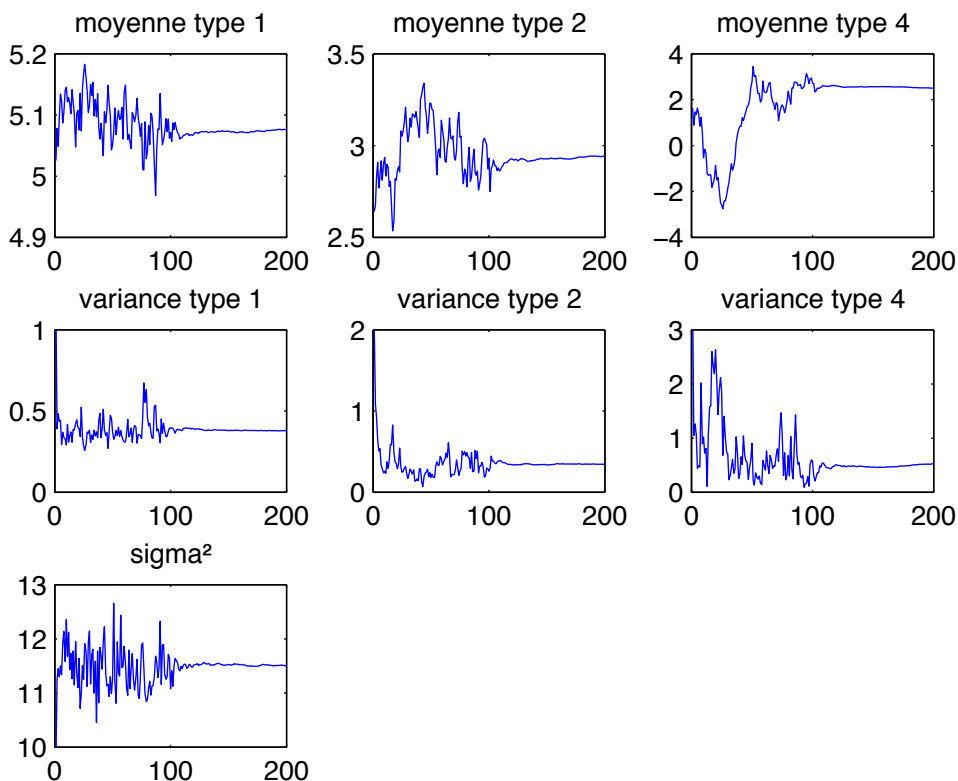 moyenne type 1
moyenne type 2
moyenne type 4
5.2
5.1
5
4.9
0 100 200
3.5
3
2.5
0 100 200
4
2
0
−2
−4
0 100 200
variance type 1
variance type 2
variance type 4
1
0.5
0
0 100 200
2
1
0
0 100 200
3
2
1
0
0 100 200
sigma²
13
12
11
10
0 100 200